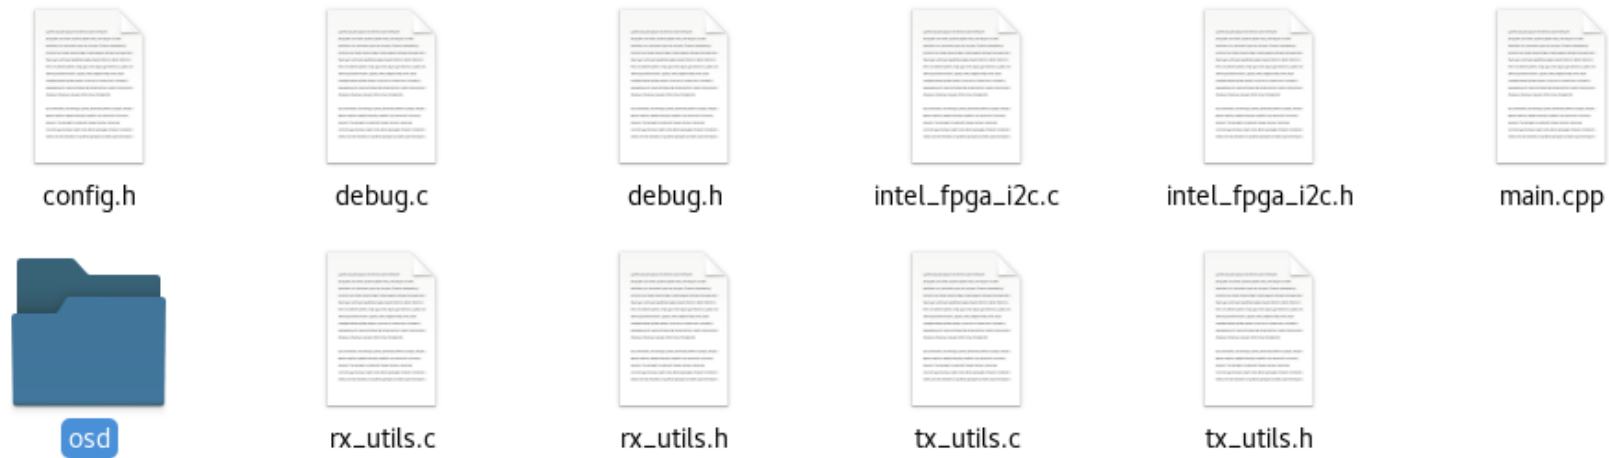 config.h debug.c debug.h intel_fpga_i2c.c intel_fpga_i2c.h main.cpp
osd rx_utils.c rx_utils.h tx_utils.c tx_utils.h